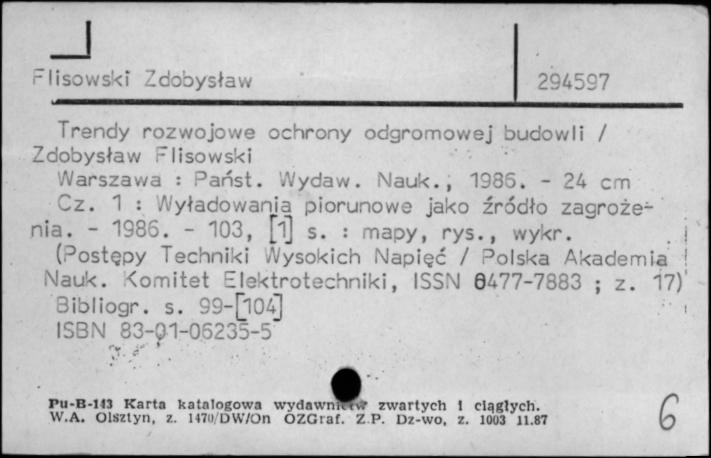 Flisowski Zdobysław 294597
Trendy rozwojowe ochrony odgromowej budowli /
Zdobysław Flisowski
Warszawa : Państ. Wydaw. Nauk., 1986. - 24 cm
Cz. 1 : Wyładowania piorunowe jako źródło zagroże-
nia. - 1986. - 103, [1] s. : mapy, rys., wykr.
(Postępy Techniki Wysokich Napięć / Polska Akademia
Nauk. Komitet Elektrotechniki, ISSN 0477-7883 ; z. 17)
Bibliogr. s. 99-[104]
ISBN 83-01-06235-5
Pu-B-143 Karta katalogowa wydawnictw zwartych i ciągłych.
W.A. Olsztyn, z. 1470/DW/On OZGraf. Z.P. Dz-wo, z. 1003 11.87
6